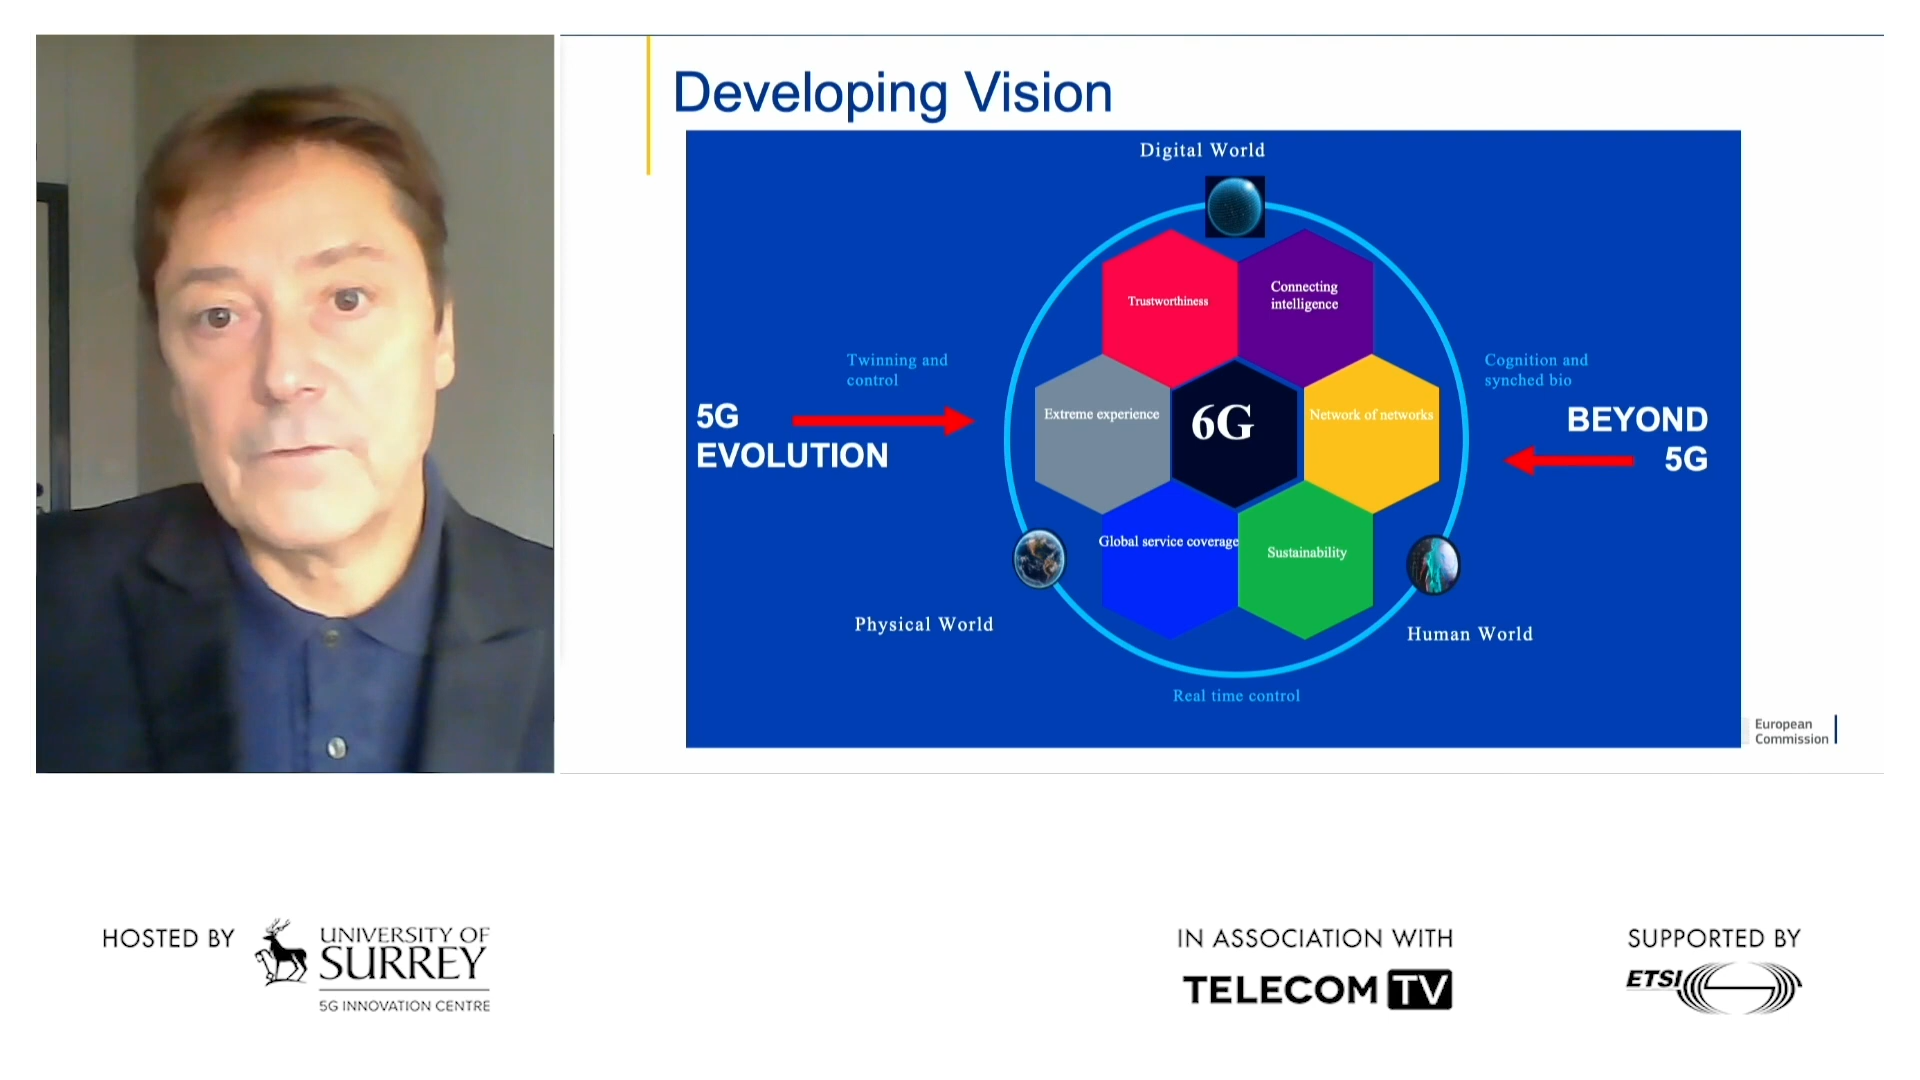 Developing Vision
Digital World
Trustworthiness
Connecting
intelligence
Twinning and
control
Cognition and
synched bio
5G
EVOLUTION
Extreme experience
6G
Network of networks
BEYOND
5G
Global service coverage
Sustainability
Physical World
Human World
Real time control
European
Commission
HOSTED BY
UNIVERSITY OF
SURREY
5G INNOVATION CENTRE
IN ASSOCIATION WITH
TELECOM TV
SUPPORTED BY
ETSI